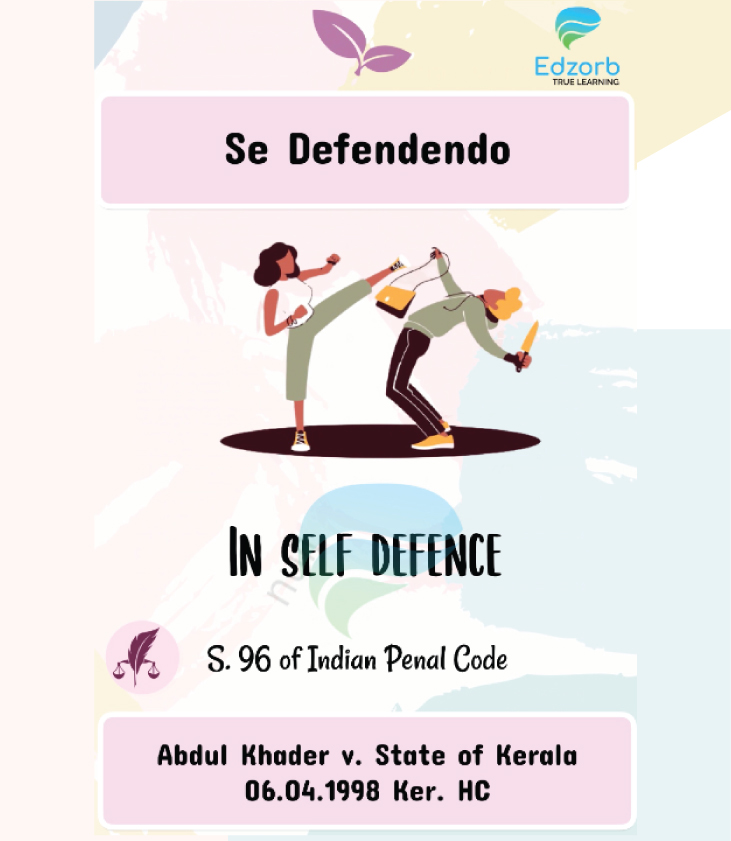 Edzorb
TRUE LEARNING
Se Defendendo
IN SELF DEFENCE
S. 96 of Indian Penal Code
Abdul Khader v. State of Kerala
06.04.1998 Ker. HC